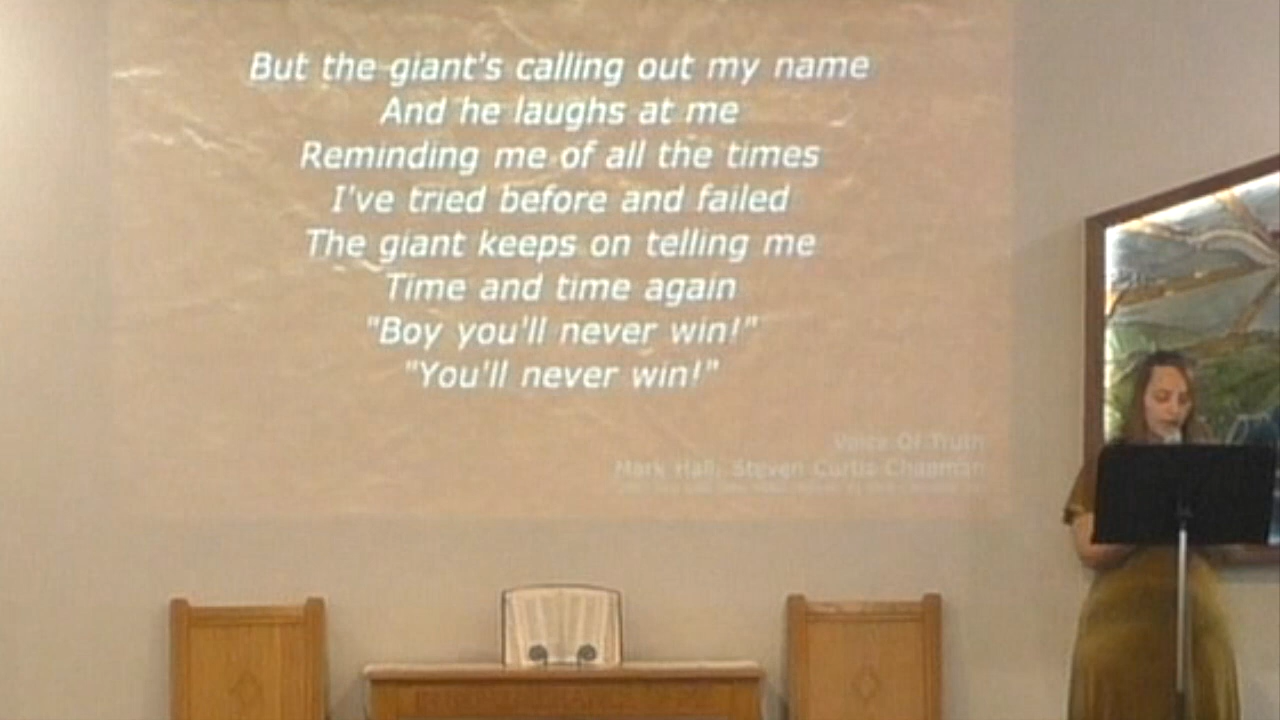 But the giant's calling out my name
And he laughs at me
Reminding me of all the times
I've tried before and failed
The giant keeps on telling me
Time and time again
"Boy you'll never win!"
"You'll never win!"
Voice Of Truth
Mark Hall, Steven Curtis Chapman